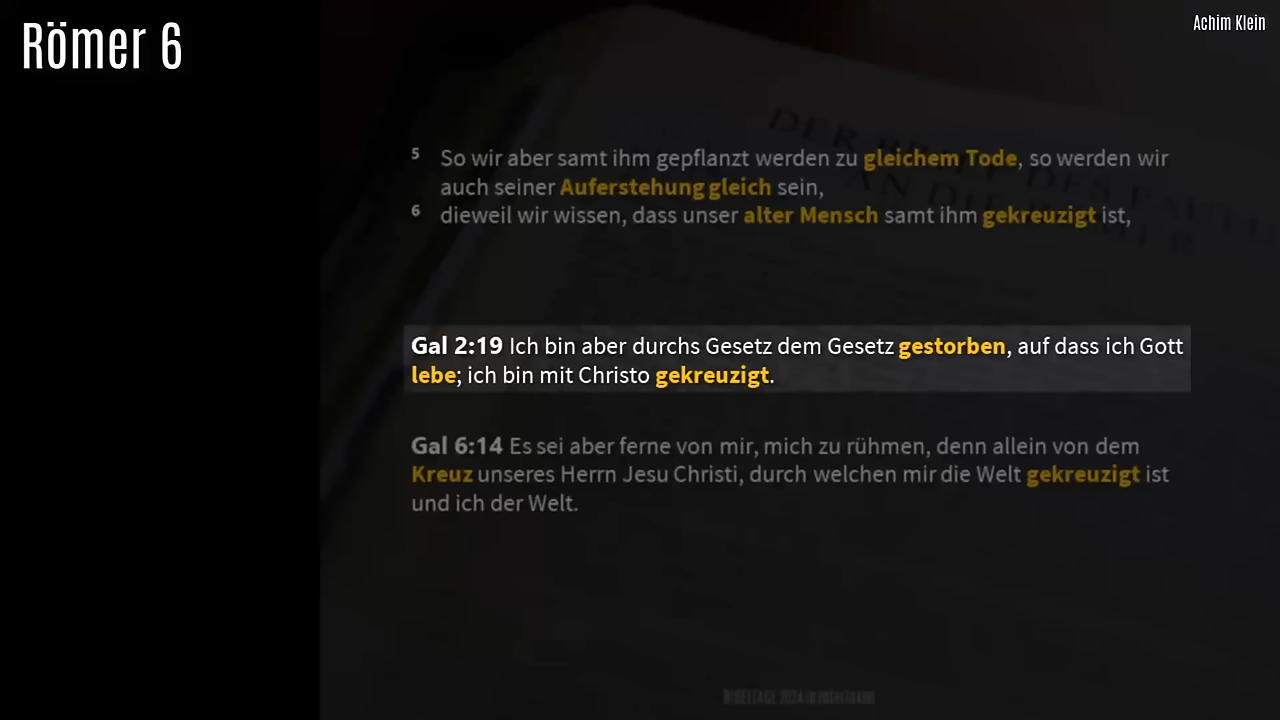 Römer 6
Achim Klein
5 So wir aber samt ihm gepflanzt werden zu gleichem Tode, so werden wir
auch seiner Auferstehung gleich sein,
6 dieweil wir wissen, dass unser alter Mensch samt ihm gekreuzigt ist,
Gal 2:19 Ich bin aber durchs Gesetz dem Gesetz gestorben, auf dass ich Gott
lebe; ich bin mit Christo gekreuzigt.
Gal 6:14 Es sei aber ferne von mir, mich zu rühmen, denn allein von dem
Kreuz unseres Herrn Jesu Christi, durch welchen mir die Welt gekreuzigt ist
und ich der Welt.
BIBELTAGE 2024